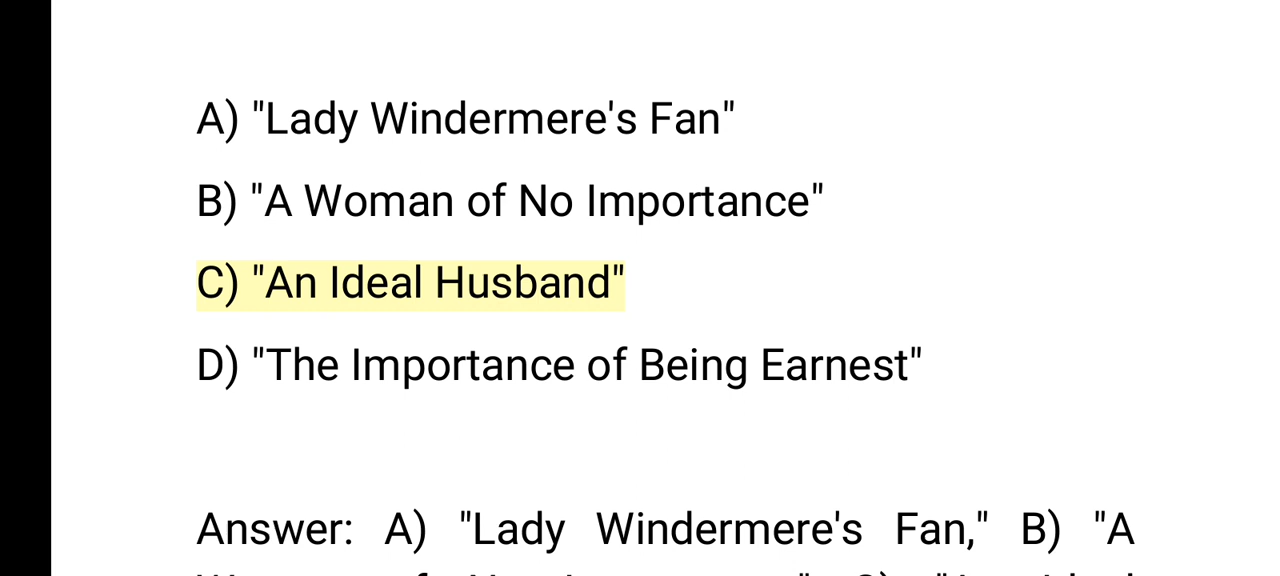 A) "Lady Windermere's Fan"
B) "A Woman of No Importance"
C) "An Ideal Husband"
D) "The Importance of Being Earnest"
Answer: A) "Lady Windermere's Fan," B) "A